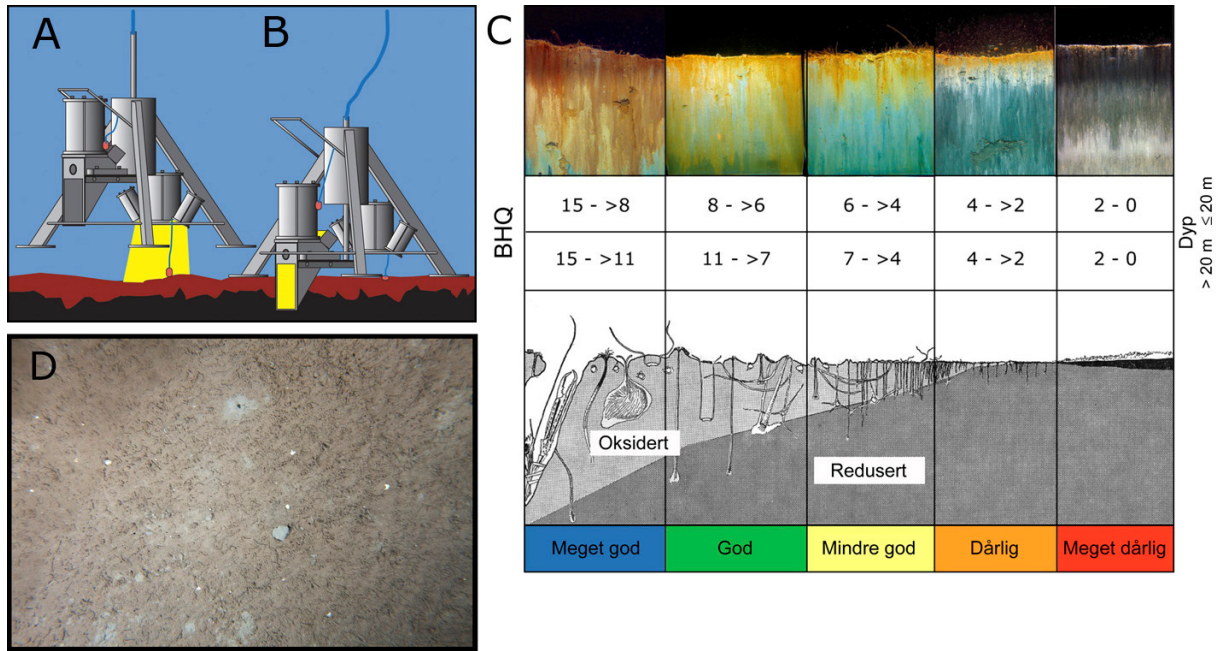 A
B
C
BHQ
15 - >8
8 - >6
6 - >4
4 - >2
2 - 0
15 - >11
11 - >7
7 - >4
4 - >2
2 - 0
Dyp
> 20 m ≤ 20 m
Oksidert
Redusert
Meget god
God
Mindre god
Dårlig
Meget dårlig
D